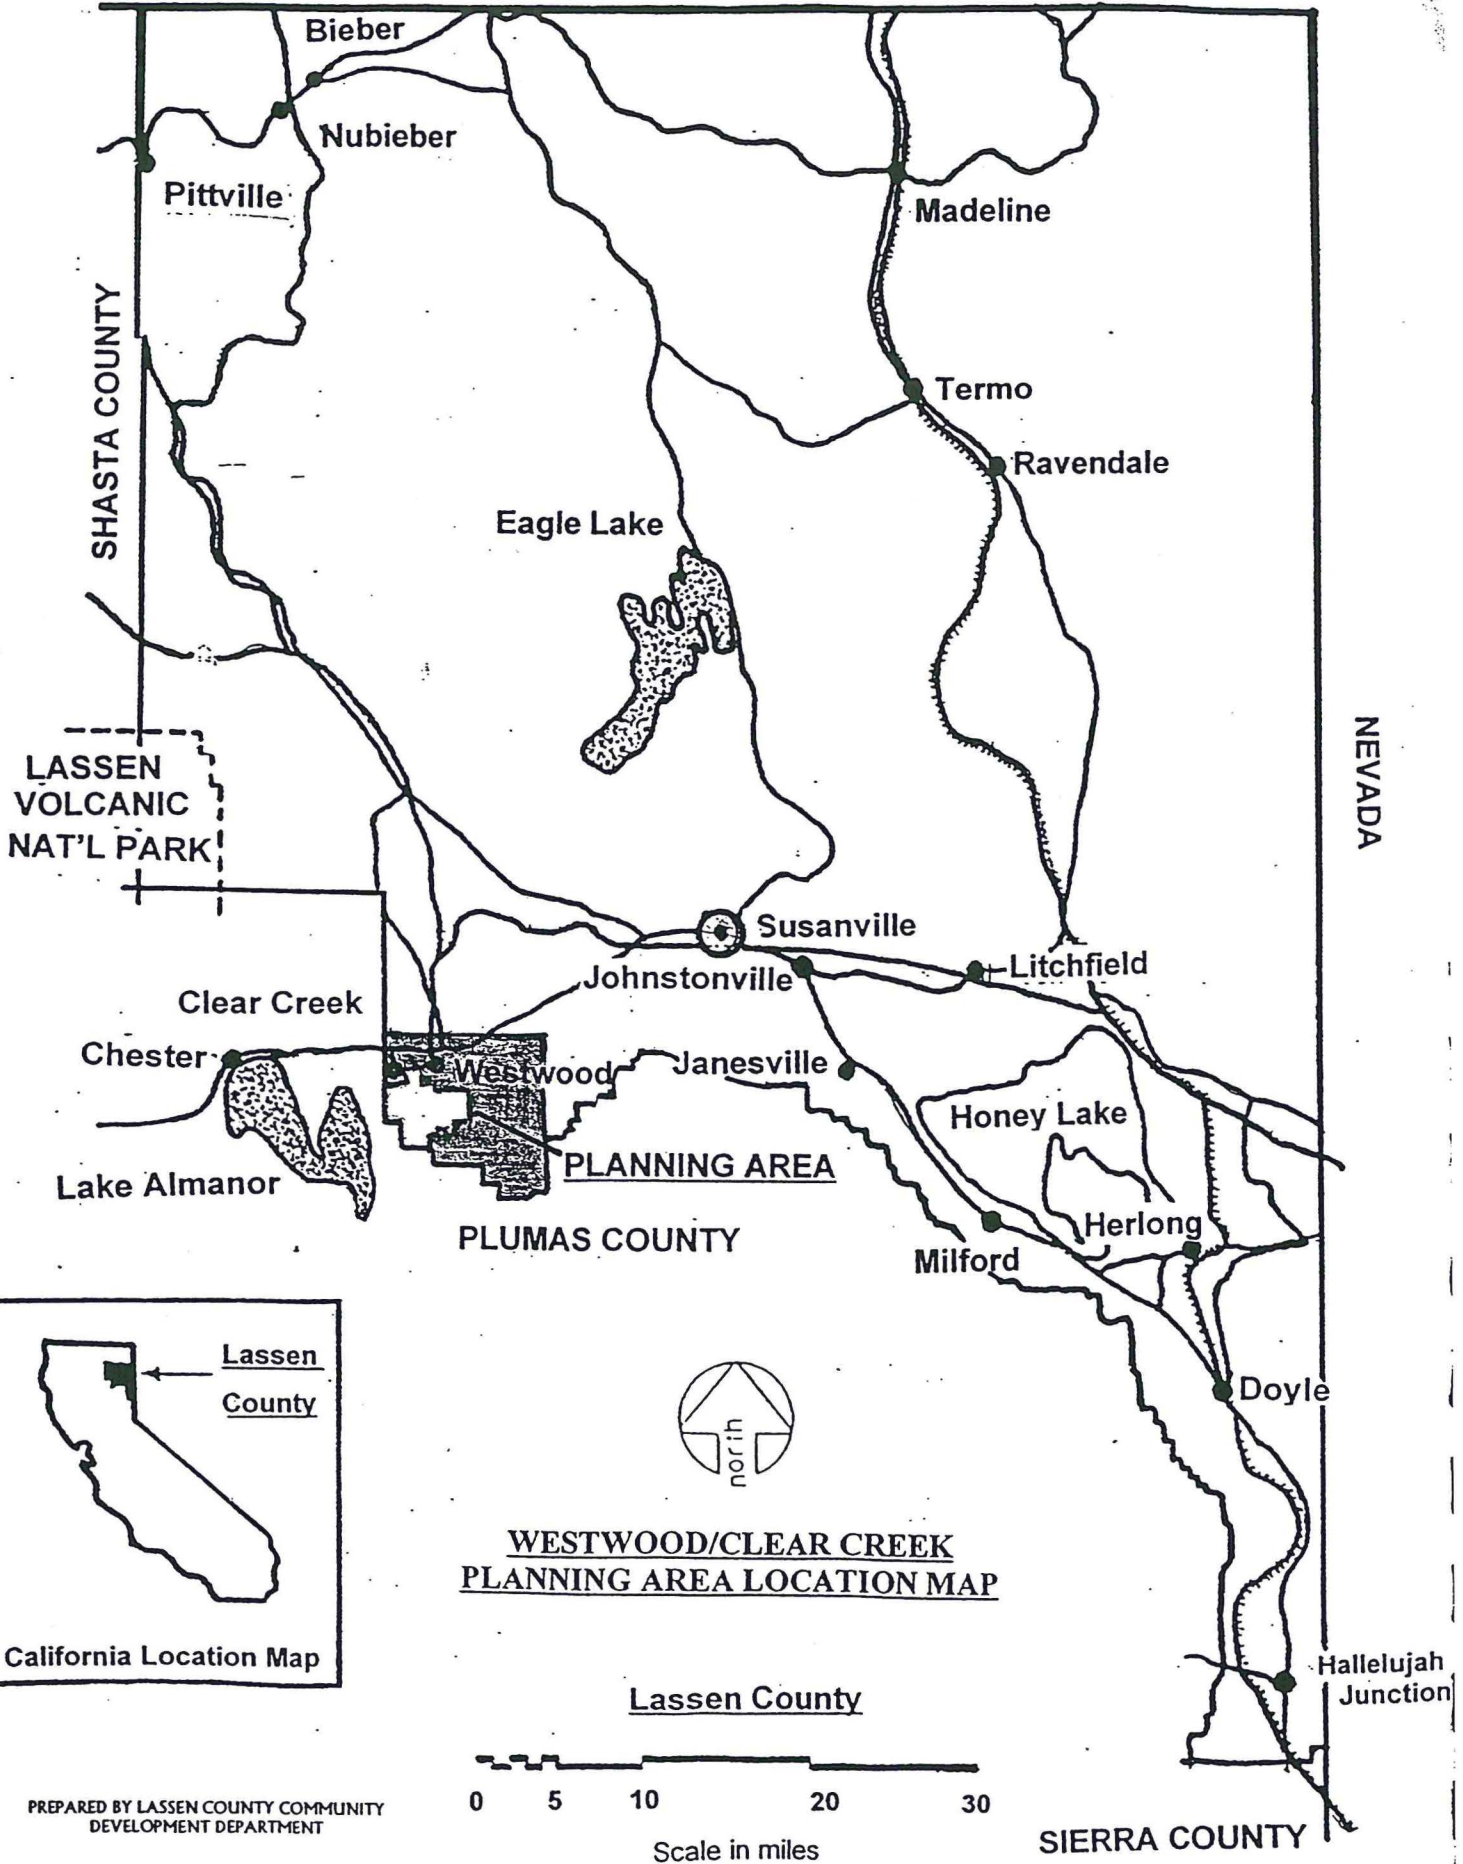 Bieber
Nubieber
Pittville
Madeline
SHASTA COUNTY
Termo
Ravendale
Eagle Lake
NEVADA
LASSEN
VOLCANIC
NAT'L PARK
Susanville
Litchfield
Johnstonville
Clear Creek
Chester
Westwood
Janesville
Honey Lake
PLANNING AREA
Lake Almanor
Herlong
PLUMAS COUNTY
Milford
Lassen
County
Doyle
north
WESTWOOD/CLEAR CREEK
PLANNING AREA LOCATION MAP
California Location Map
Hallelujah
Junction
Lassen County
0 5 10 20 30
PREPARED BY LASSEN COUNTY COMMUNITY
DEVELOPMENT DEPARTMENT
Scale in miles
SIERRA COUNTY